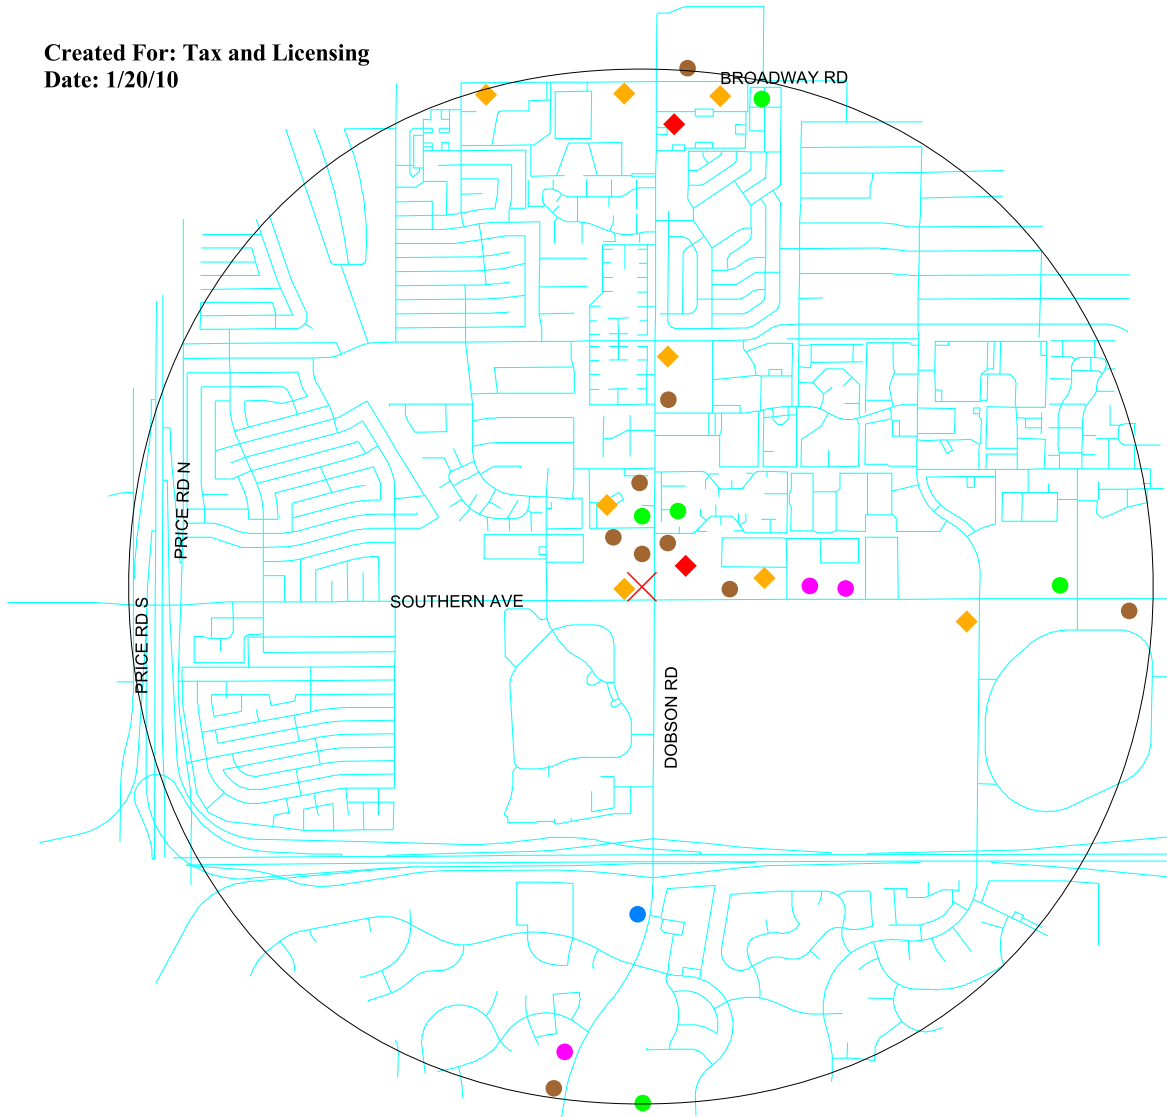 Created For: Tax and Licensing
Date: 1/20/10
BROADWAY RD
PRICE RD N
SOUTHERN AVE
PRICE RD S
DOBSON RD